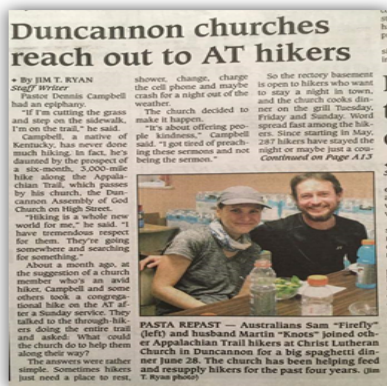 Duncannon churches
reach out to AT hikers
• By JIM T. RYAN
Staff Writer
Pastor Dennis Campbell
had an epiphany.
"If I'm cutting the grass
and step on the sidewalk,
I'm on the trail," he said.
Campbell, a native of
Kentucky, has never done
much hiking. In fact, he's
daunted by the prospect of
a six-month, 3,000-mile
hike along the Appala-
chian Trail, which passes
by his church, the Dun-
cannon Assembly of God
Church on High Street.
"Hiking is a whole new
world for me," he said. "I
have tremendous respect
for them. They're going
somewhere and searching
for something."
About a month ago, at
the suggestion of a church
member who's an avid
hiker, Campbell and some
others took a congrega-
tional hike on the AT af-
ter a Sunday service. They
talked to the through-hik-
ers doing the entire trail
and asked: What could
the church do to help them
along their way?
The answers were rather
simple. Sometimes hikers
just need a place to rest,
shower, change, charge
the cell phone and maybe
crash for a night out of the
weather.
The church decided to
make it happen.
"It's about offering peo-
ple kindness," Campbell
said. "I got tired of preach-
ing these sermons and not
being the sermon."
So the rectory basement
is open to hikers who want
to stay a night in town,
and the church cooks din-
ner on the grill Tuesday,
Friday and Sunday. Word
spread fast among the hik-
ers. Since starting in May,
287 hikers have stayed the
night or maybe just a cou-
Continued on Page A13
PASTA REPAST — Australians Sam "Firefly"
(left) and husband Martin "Knots" joined oth-
er Appalachian Trail hikers at Christ Lutheran
Church in Duncannon for a big spaghetti din-
ner June 28. The church has been helping feed
and resupply hikers for the past four years. (Jim
T. Ryan photo)